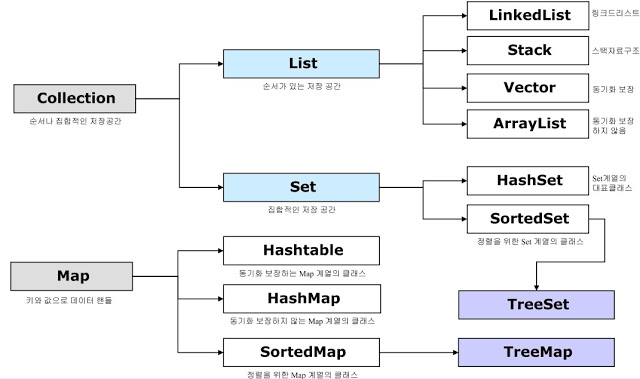 LinkedList
링크드리스트
Stack
스택자료구조
List
순서가 있는 저장 공간
Vector
동기화 보장
Collection
순서나 집합적인 저장공간
ArrayList
동기화 보장
하지 않음
Set
집합적인 저장 공간
HashSet
Set계열의
대표클래스
SortedSet
정렬을 위한 Set 계열의 클래스
Hashtable
동기화 보장하는 Map 계열의 클래스
Map
키와 값으로 데이터 핸들
HashMap
동기화 보장하지 않는 Map 계열의 클래스
TreeSet
SortedMap
정렬을 위한 Map 계열의 클래스
TreeMap